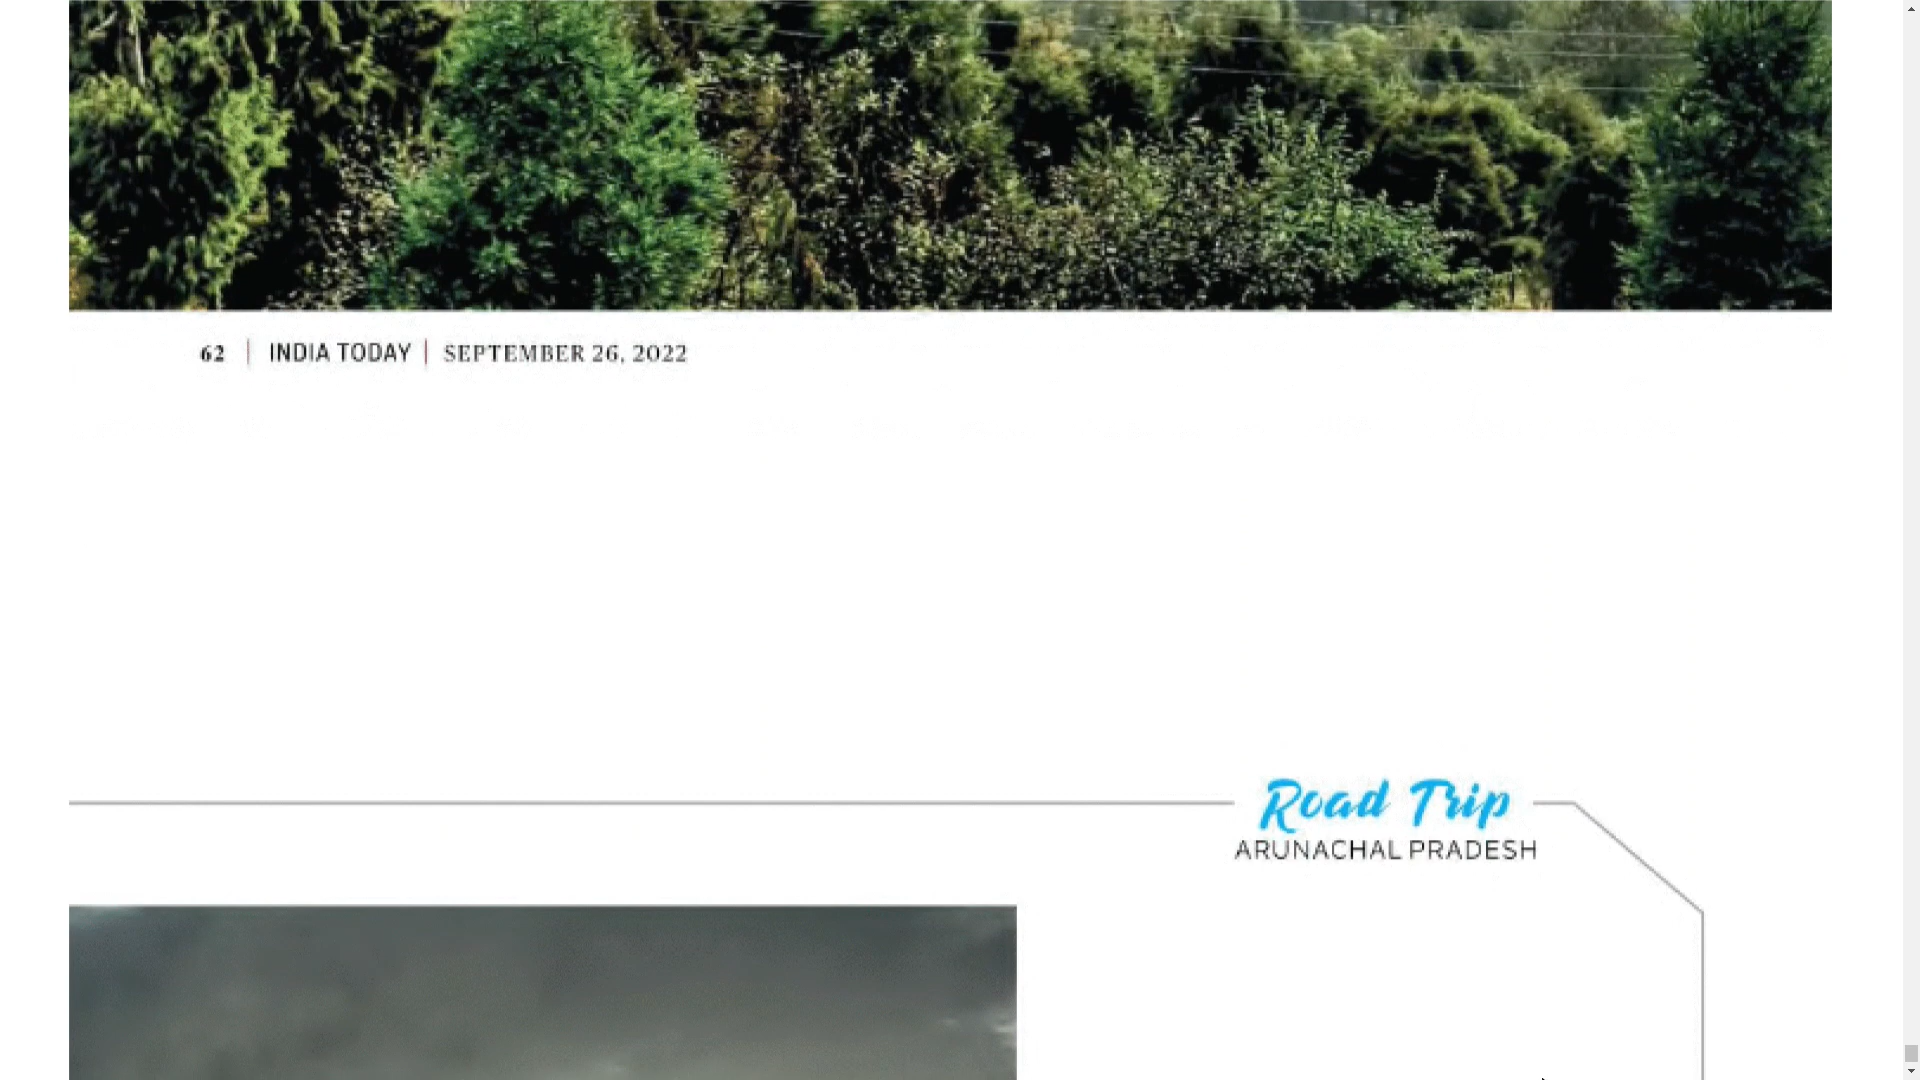 62 | INDIA TODAY | SEPTEMBER 26, 2022
Road Trip
ARUNACHAL PRADESH